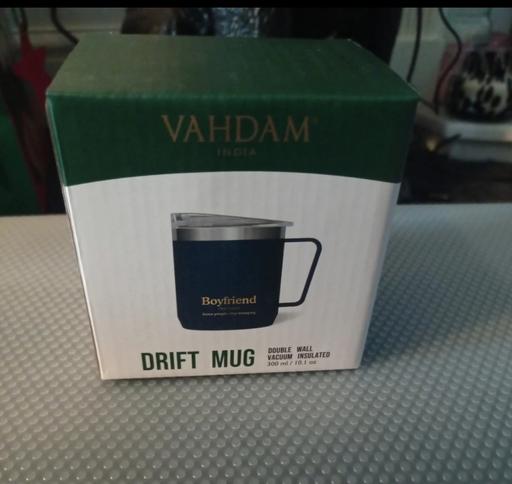 VAHDAM®
INDIA
Boyfriend
DRIFT MUG
DOUBLE WALL
VACUUM INSULATED
300 ml / 10.1 oz